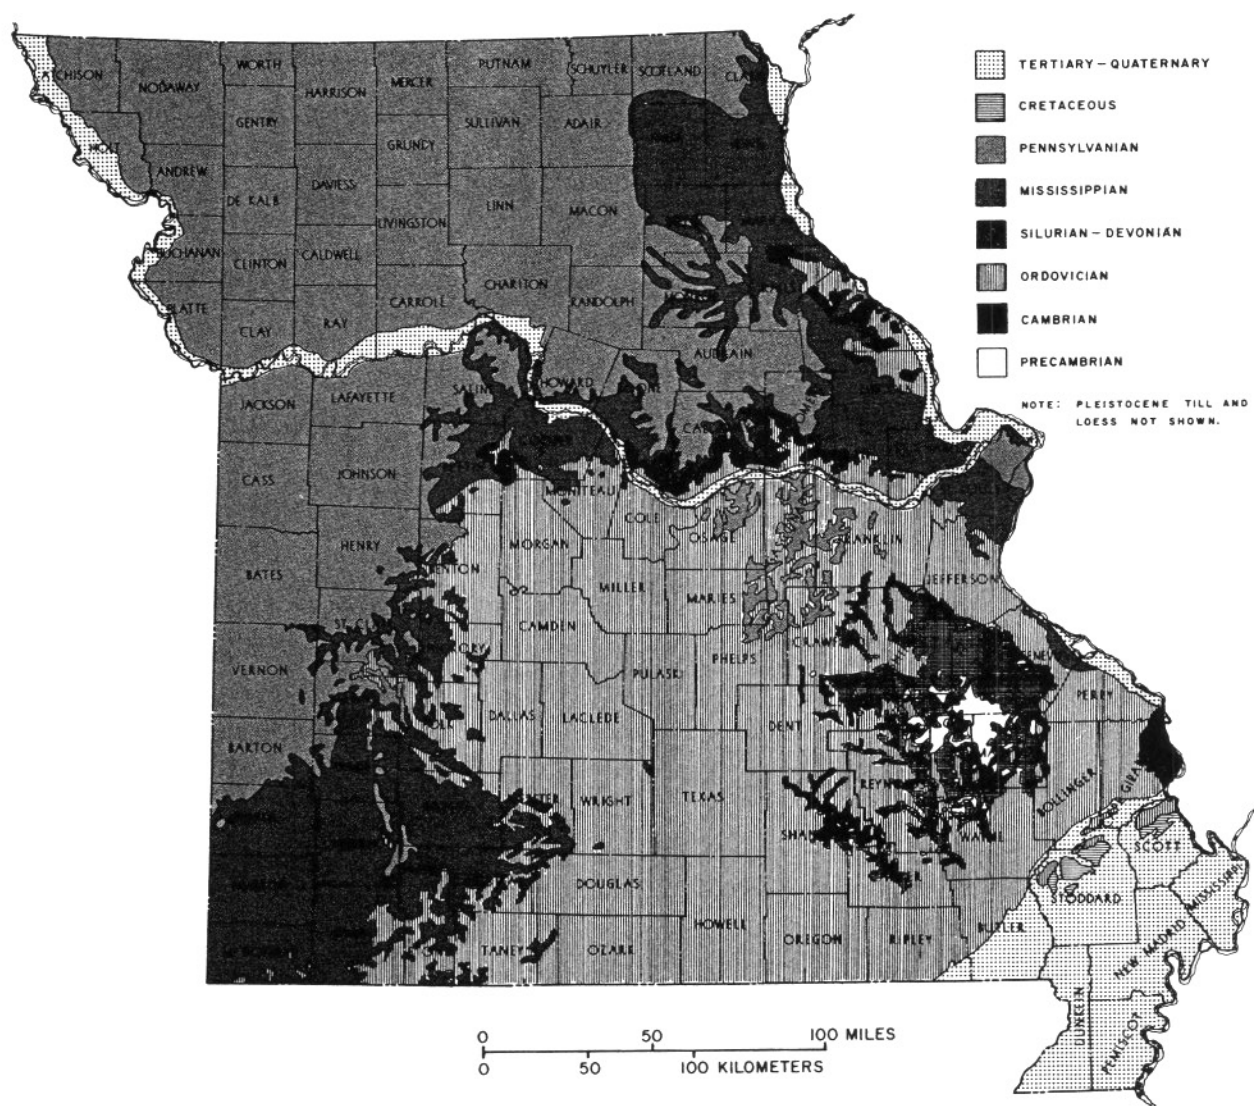 TERTIARY – QUATERNARY
CRETACEOUS
PENNSYLVANIAN
MISSISSIPPIAN
SILURIAN – DEVONIAN
ORDOVICIAN
CAMBRIAN
PRECAMBRIAN
NOTE: PLEISTOCENE TILL AND
LOESS NOT SHOWN.
WORTH
PUTNAM
SCHUYLER
SCOTLAND
NODAWAY
HARRISON
MERCER
GENTRY
SULLIVAN
ADAIR
GRUNDY
ANDREW
DE KALB
DAVIESS
LINN
MACON
LIVINGSTON
BUCHANAN
CLINTON
CALDWELL
CHARITON
RANDOLPH
CARROLL
PLATTE
CLAY
RAY
AUDRAIN
JACKSON
LAFAYETTE
SALINE
HOWARD
CASS
JOHNSON
MONITEAU
COLE
OSAGE
MORGAN
HENRY
BATES
MILLER
MARIES
JEFFERSON
CAMDEN
VERNON
PULASKI
PHELPS
PERRY
DALLAS
LACLEDE
DENT
BARTON
WRIGHT
TEXAS
BOLLINGER
SCOTT
MISSISSIPPI
DOUGLAS
STODDARD
HOWELL
NEW MADRID
TANEY
OZARK
OREGON
RIPLEY
BUTLER
DUNKLIN
PEMISCOT
0 50 100 MILES
0 50 100 KILOMETERS